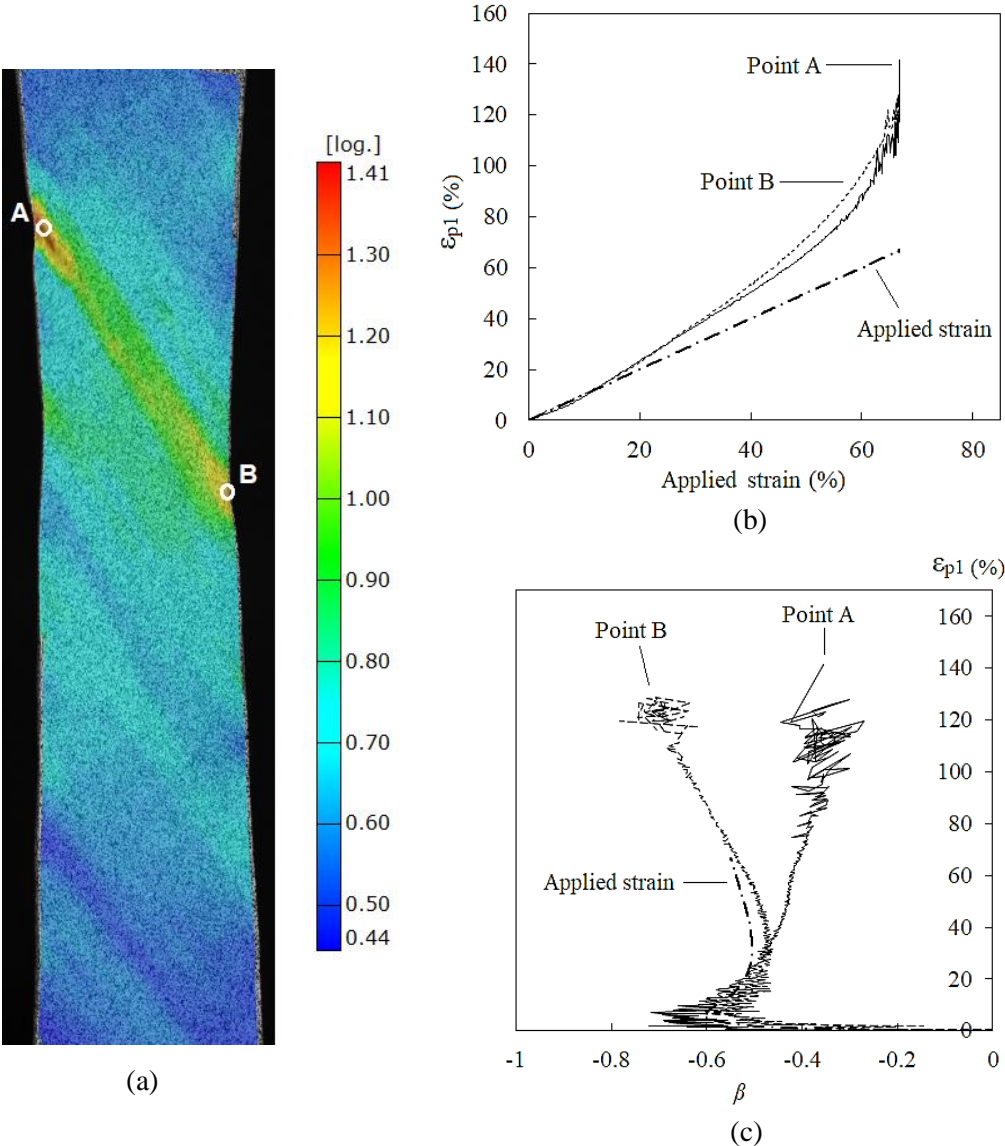 A
B
[log.]
1.41
1.30
1.20
1.10
1.00
0.90
0.80
0.70
0.60
0.50
0.44
(a)
160
140
120
100
80
60
40
20
0
εp1 (%)
Point A
Point B
Applied strain
0 20 40 60 80
Applied strain (%)
(b)
εp1 (%)
160
140
120
100
80
60
40
20
0
Point B
Point A
Applied strain
-1 -0.8 -0.6 -0.4 -0.2 0
β
(c)